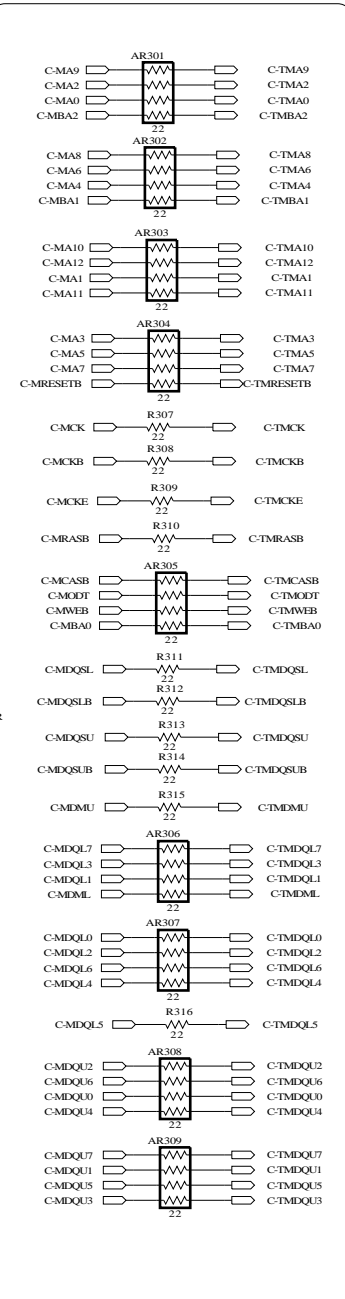 AR301
C-MA9 C-TMA9
C-MA2 C-TMA2
C-MA0 C-TMA0
C-MBA2 C-TMBA2
22
AR302
C-MA8 C-TMA8
C-MA6 C-TMA6
C-MA4 C-TMA4
C-MBA1 C-TMBA1
22
AR303
C-MA10 C-TMA10
C-MA12 C-TMA12
C-MA1 C-TMA1
C-MA11 C-TMA11
22
AR304
C-MA3 C-TMA3
C-MA5 C-TMA5
C-MA7 C-TMA7
C-MRESETB C-TMRESETB
22
R307
C-MCK C-TMCK
22
R308
C-MCKB C-TMCKB
22
R309
C-MCKE C-TMCKE
22
R310
C-MRASB C-TMRASB
22
AR305
C-MCASB C-TMCASB
C-MODT C-TMODT
C-MWEB C-TMWEB
C-MBA0 C-TMBA0
22
R311
C-MDQSL C-TMDQSL
22
R312
C-MDQSLB C-TMDQSLB
22
R313
C-MDQSU C-TMDQSU
22
R314
C-MDQSUB C-TMDQSUB
22
R315
C-MDMU C-TMDMU
22
AR306
C-MDQL7 C-TMDQL7
C-MDQL3 C-TMDQL3
C-MDQL1 C-TMDQL1
C-MDML C-TMDML
22
AR307
C-MDQL0 C-TMDQL0
C-MDQL2 C-TMDQL2
C-MDQL6 C-TMDQL6
C-MDQL4 C-TMDQL4
22
R316
C-MDQL5 C-TMDQL5
22
AR308
C-MDQU2 C-TMDQU2
C-MDQU6 C-TMDQU6
C-MDQU0 C-TMDQU0
C-MDQU4 C-TMDQU4
22
AR309
C-MDQU7 C-TMDQU7
C-MDQU1 C-TMDQU1
C-MDQU5 C-TMDQU5
C-MDQU3 C-TMDQU3
22